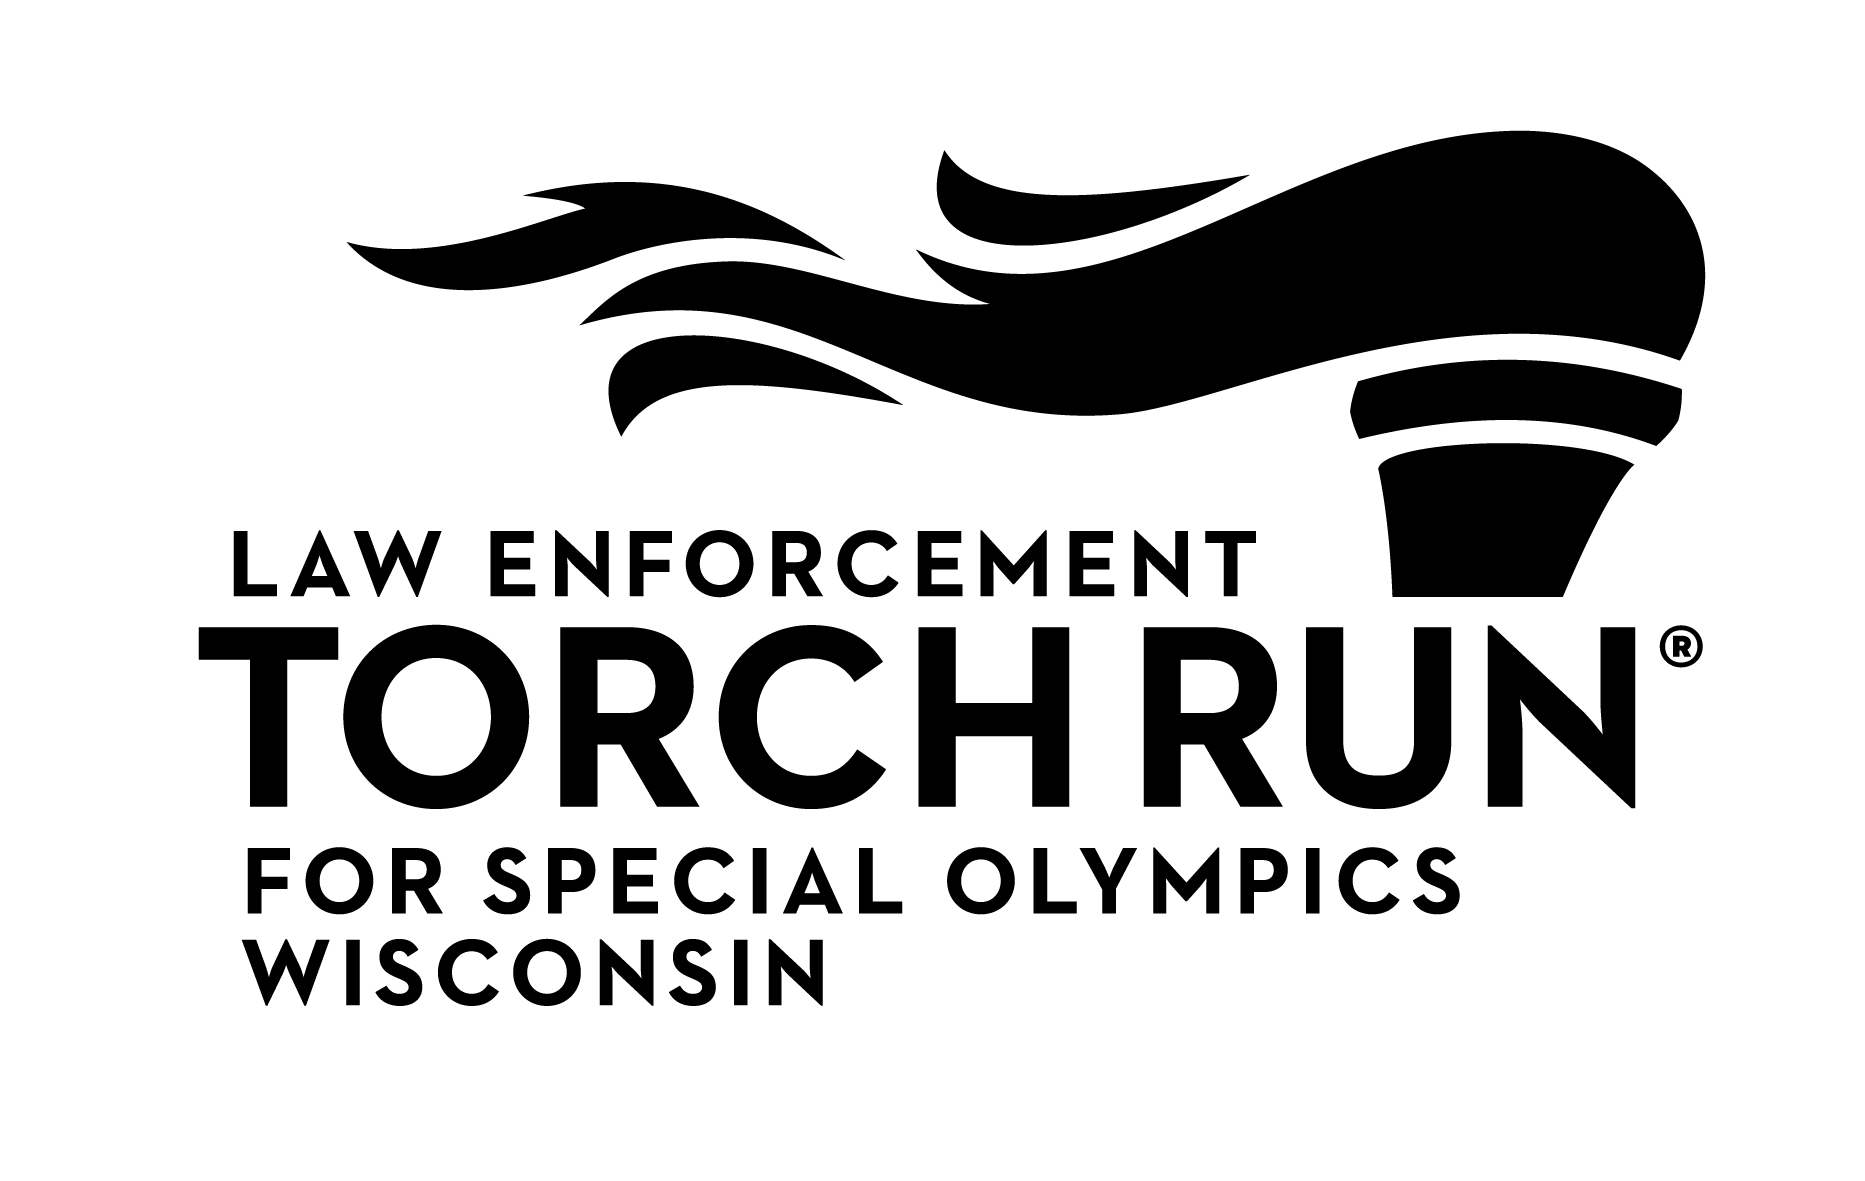 LAW ENFORCEMENT
TORCH RUN®
FOR SPECIAL OLYMPICS
WISCONSIN